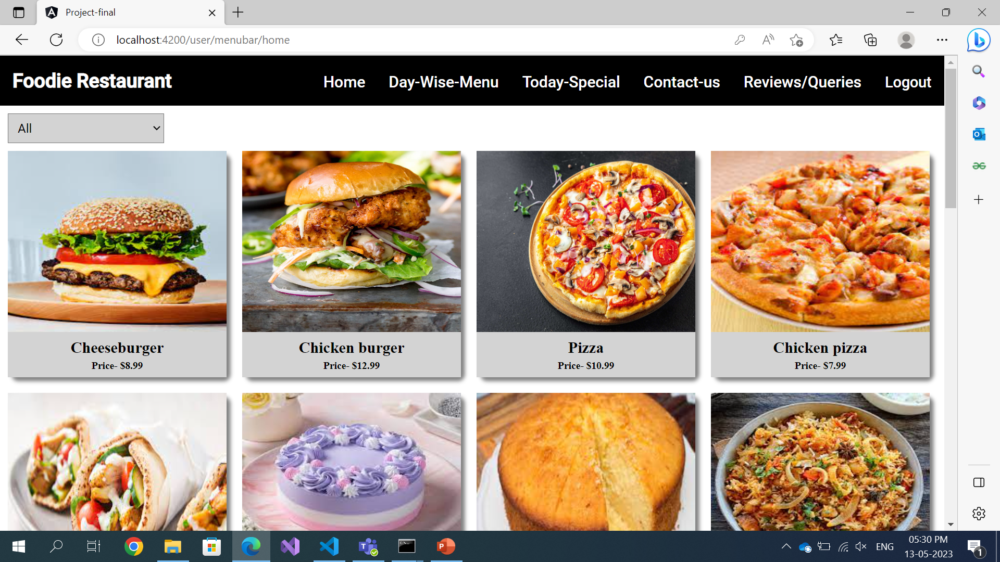 Project-final
localhost:4200/user/menubar/home
Foodie Restaurant
Home
Day-Wise-Menu
Today-Special
Contact-us
Reviews/Queries
Logout
All
Cheeseburger
Price- $8.99
Chicken burger
Price- $12.99
Pizza
Price- $10.99
Chicken pizza
Price- $7.99
ENG
05:30 PM
13-05-2023
1